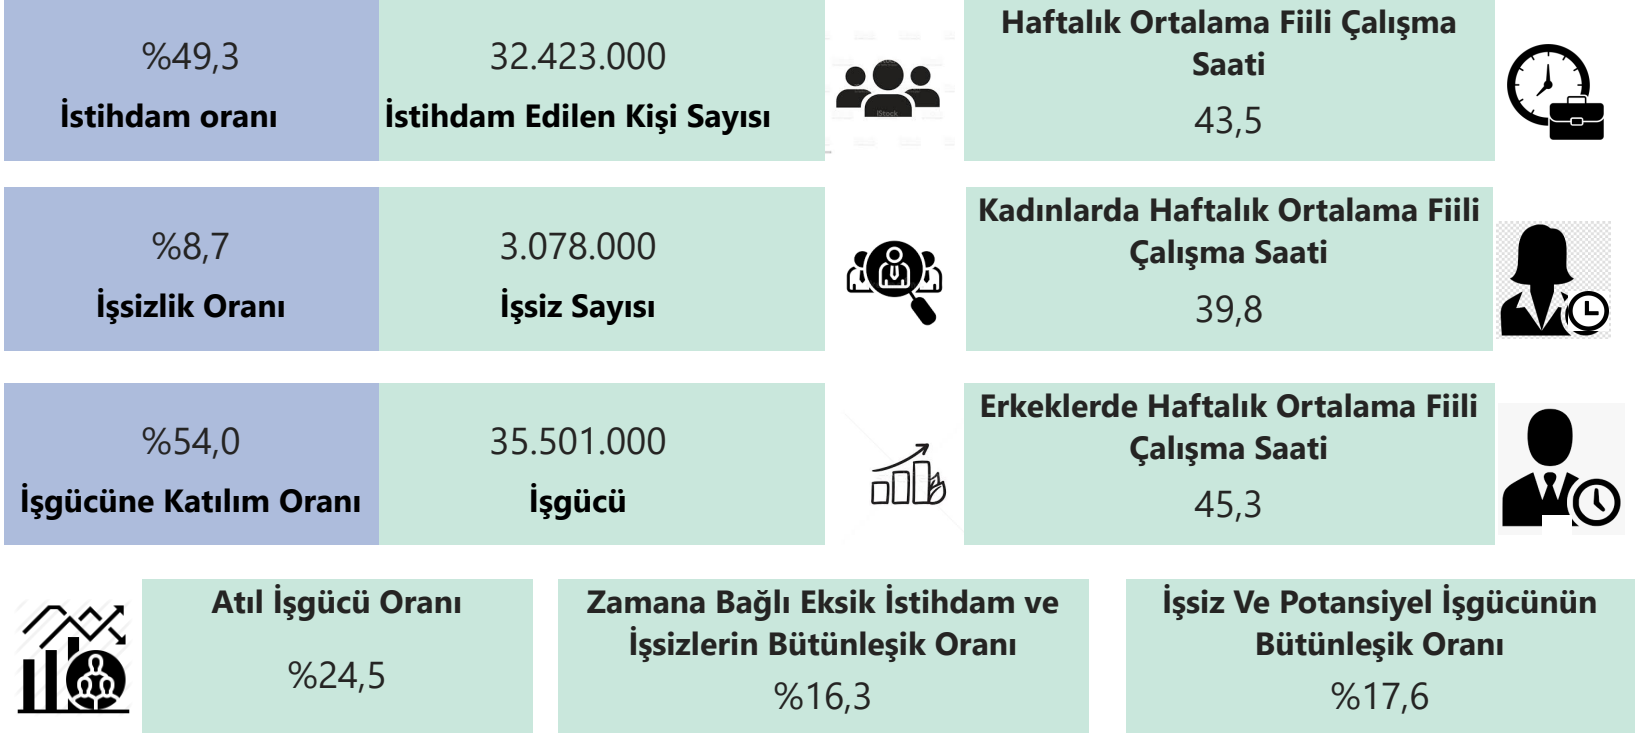 %49,3
İstihdam oranı
32.423.000
İstihdam Edilen Kişi Sayısı
iStock
Haftalık Ortalama Fiili Çalışma
Saati
43,5
%8,7
İşsizlik Oranı
3.078.000
İşsiz Sayısı
Kadınlarda Haftalık Ortalama Fiili
Çalışma Saati
39,8
%54,0
İşgücüne Katılım Oranı
35.501.000
İşgücü
Erkeklerde Haftalık Ortalama Fiili
Çalışma Saati
45,3
Atıl İşgücü Oranı
%24,5
Zamana Bağlı Eksik İstihdam ve
İşsizlerin Bütünleşik Oranı
%16,3
İşsiz Ve Potansiyel İşgücünün
Bütünleşik Oranı
%17,6